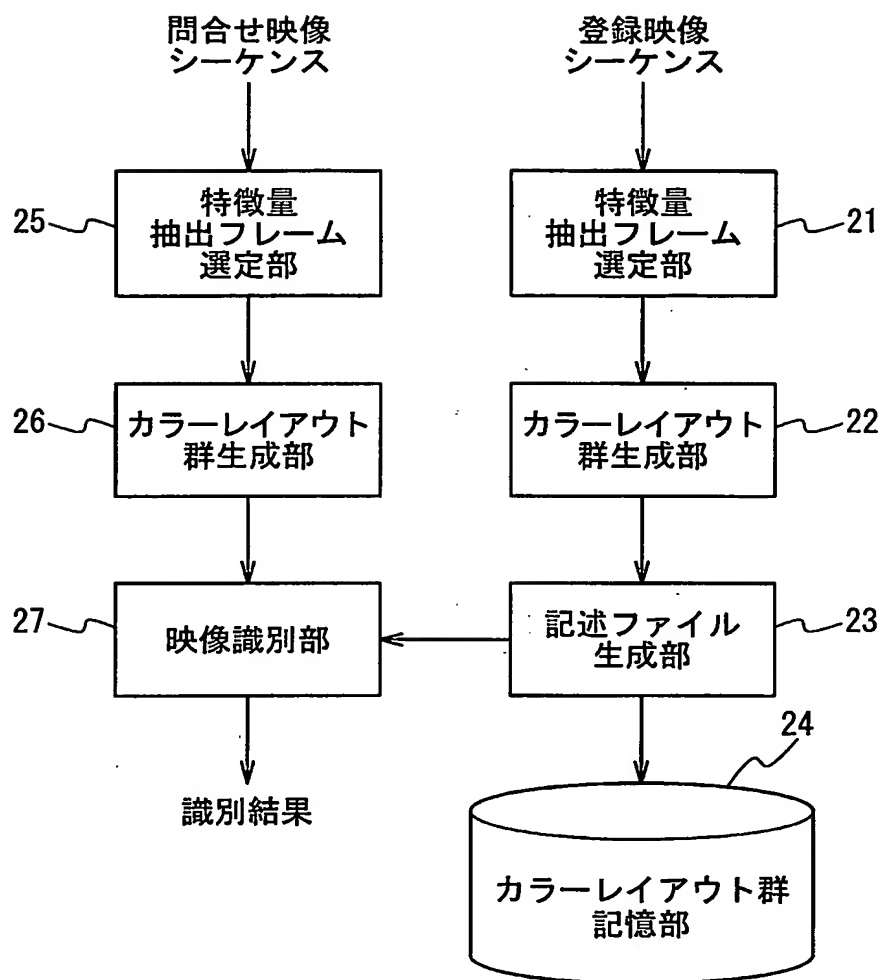 問合せ映像
シーケンス
登録映像
シーケンス
25
特徴量
抽出フレーム
選定部
特徴量
抽出フレーム
選定部
21
26
カラーレイアウト
群生成部
カラーレイアウト
群生成部
22
27
映像識別部
記述ファイル
生成部
23
24
識別結果
カラーレイアウト群
記憶部